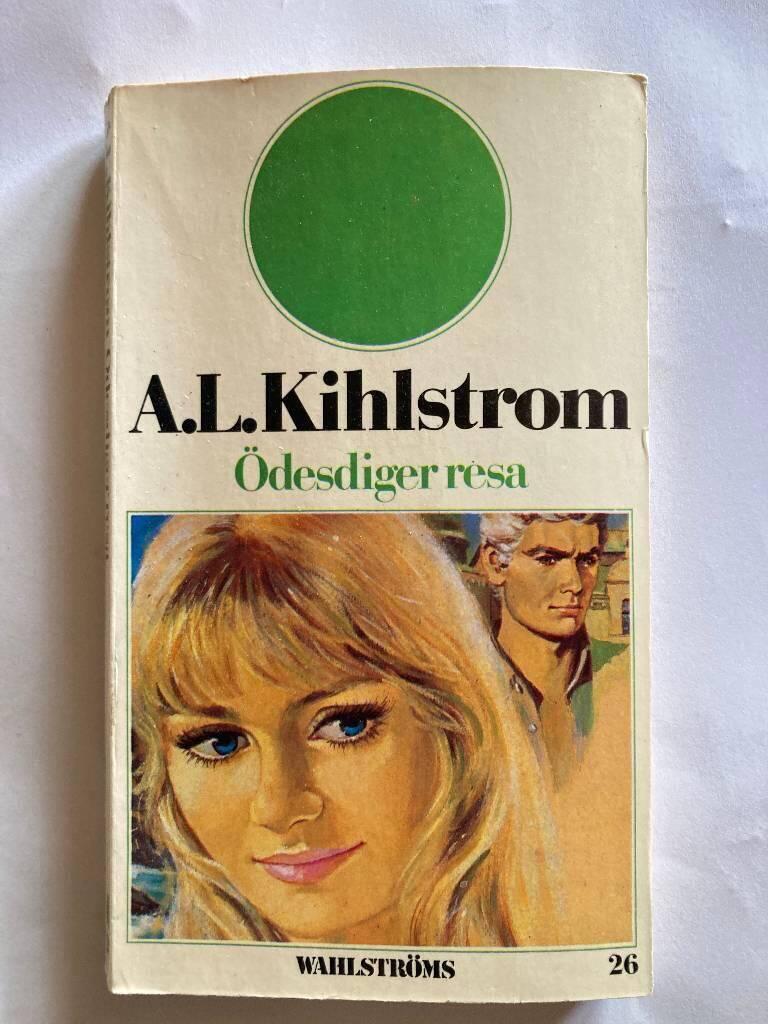 A.L.Kihlstrom
Ödesdiger resa
WAHLSTRÖMS
26